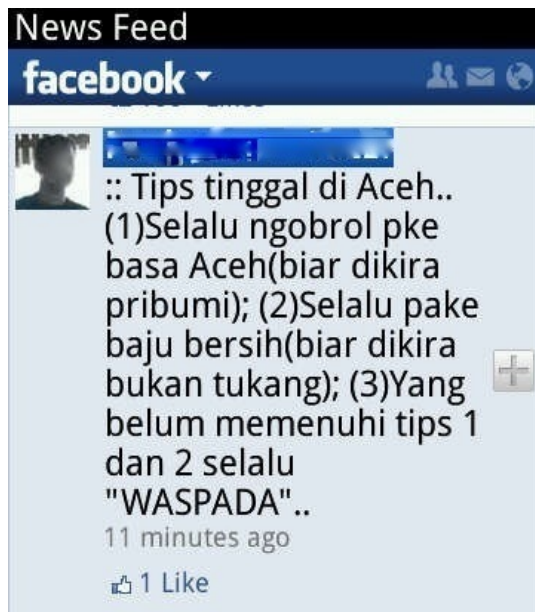 News Feed
facebook
:: Tips tinggal di Aceh..
(1)Selalu ngobrol pke
basa Aceh(biar dikira
pribumi); (2)Selalu pake
baju bersih(biar dikira
bukan tukang); (3)Yang
belum memenuhi tips 1
dan 2 selalu
"WASPADA"..
11 minutes ago
1 Like